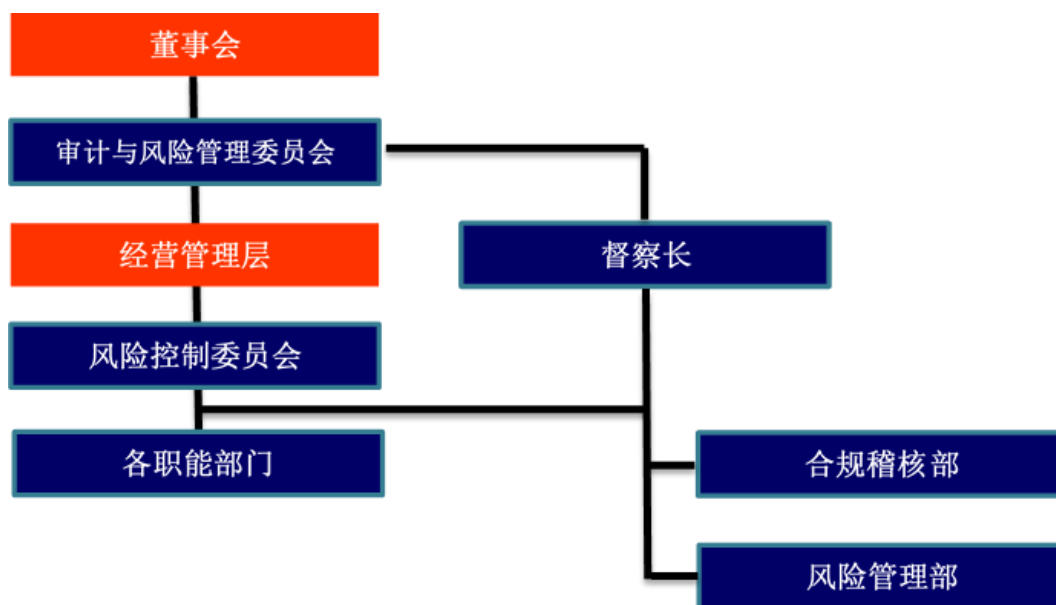 董事会
审计与风险管理委员会
经营管理层
督察长
风险控制委员会
各职能部门
合规稽核部
风险管理部